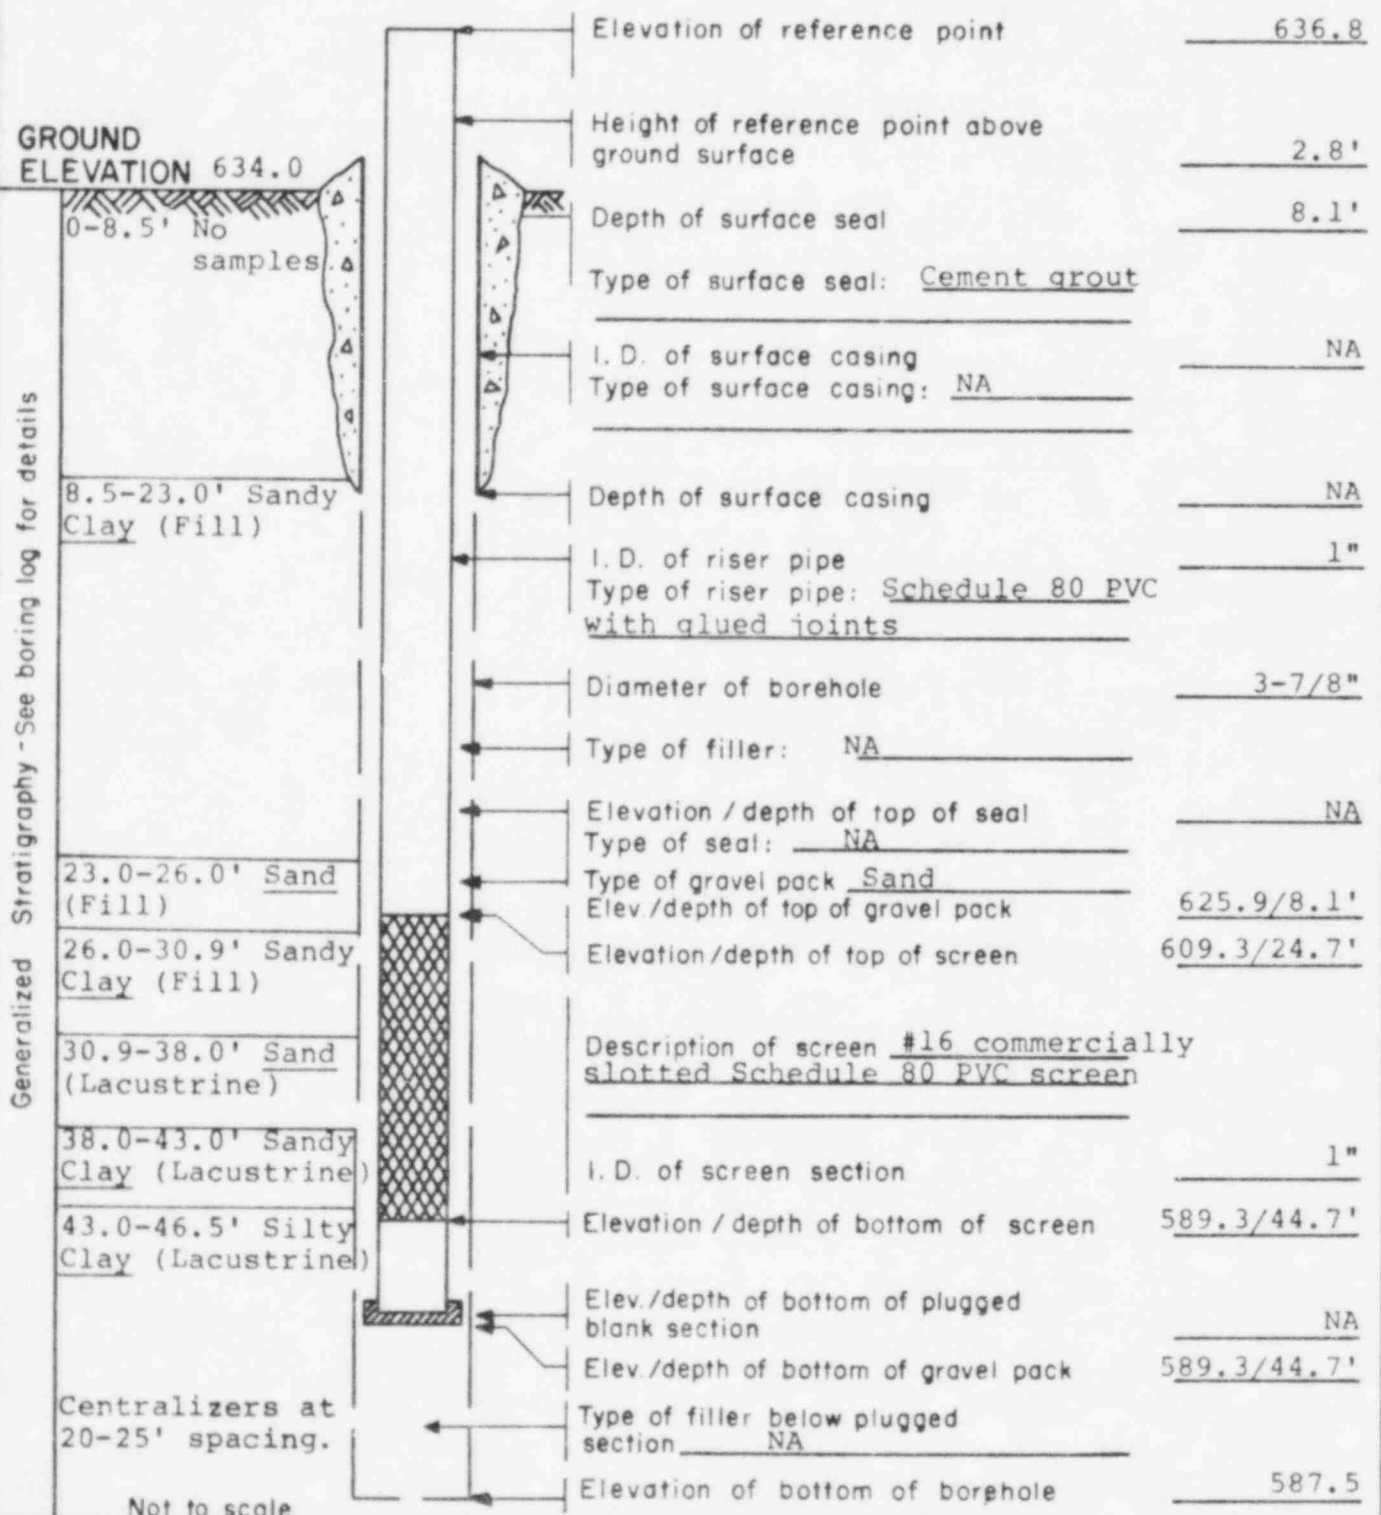 Elevation of reference point 636.8
Height of reference point above
ground surface 2.8'
GROUND
ELEVATION 634.0
Depth of surface seal 8.1'
0-8.5' No
samples
Type of surface seal: Cement grout
I.D. of surface casing NA
Type of surface casing: NA
Generalized Stratigraphy - See boring log for details
8.5-23.0' Sandy
Clay (Fill)
Depth of surface casing NA
I.D. of riser pipe 1"
Type of riser pipe: Schedule 80 PVC
with glued joints
Diameter of borehole 3-7/8"
Type of filler: NA
Elevation / depth of top of seal NA
Type of seal: NA
23.0-26.0' Sand
(Fill)
Type of gravel pack Sand
Elev./depth of top of gravel pack 625.9/8.1'
26.0-30.9' Sandy
Clay (Fill)
Elevation/depth of top of screen 609.3/24.7'
30.9-38.0' Sand
(Lacustrine)
Description of screen #16 commercially
slotted Schedule 80 PVC screen
38.0-43.0' Sandy
Clay (Lacustrine)
I.D. of screen section 1"
43.0-46.5' Silty
Clay (Lacustrine)
Elevation / depth of bottom of screen 589.3/44.7'
Elev./depth of bottom of plugged
blank section NA
Elev./depth of bottom of gravel pack 589.3/44.7'
Centralizers at
20-25' spacing.
Type of filler below plugged
section NA
Elevation of bottom of borehole 587.5
Not to scale